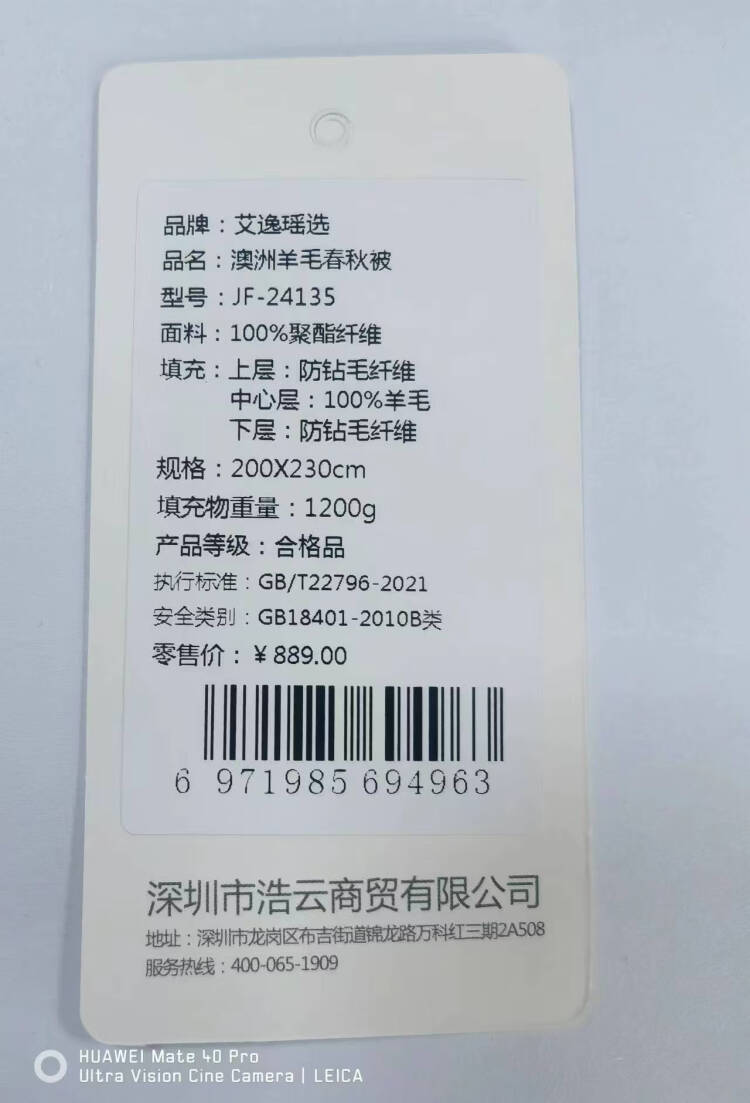 品牌：艾逸瑶选
品名：澳洲羊毛春秋被
型号：JF-24135
面料：100%聚酯纤维
填充：上层：防钻毛纤维
中心层：100%羊毛
下层：防钻毛纤维
规格：200X230cm
填充物重量：1200g
产品等级：合格品
执行标准：GB/T22796-2021
安全类别：GB18401-2010B类
零售价：￥889.00
6 971985 694963
深圳市浩云商贸有限公司
地址：深圳市龙岗区布吉街道锦龙路万科红三期2A508
服务热线：400-065-1909
HUAWEI Mate 40 Pro
Ultra Vision Cine Camera | LEICA